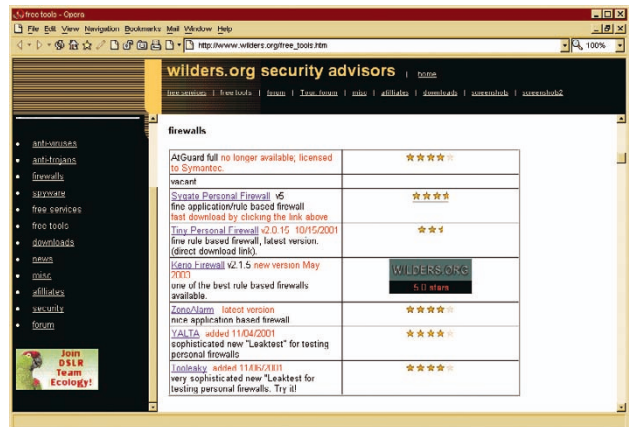 free tools - Opera
File Edit View Navigation Bookmarks Mail Window Help
http://www.wilders.org/free_tools.htm
100%
wilders.org security advisors | home
free services | free tools | forum | Tour forum | misc | affiliates | downloads | screenshots | screenshots2
anti-viruses
anti-trojans
firewalls
spyware
free services
free tools
downloads
news
misc
affiliates
security
forum
Join
DSLR
Team
Ecology!
firewalls
AtGuard full no longer available; licensed
to Symantec.
vacant
Sygate Personal Firewall v5
fine application/rule based firewall
fast download by clicking the link above
Tiny Personal Firewall v2.0.15 10/15/2001
fine rule based firewall, latest version.
(direct download link).
Kerio Firewall v2.1.5 new version May
2003
one of the best rule based firewalls
available.
WILDERS.ORG
5.0 stars
ZoneAlarm latest version
nice application based firewall
YALTA added 11/04/2001
sophisticated new "Leaktest" for testing
personal firewalls
Tooleaky added 11/06/2001
very sophisticated new "Leaktest for
testing personal firewalls. Try it!